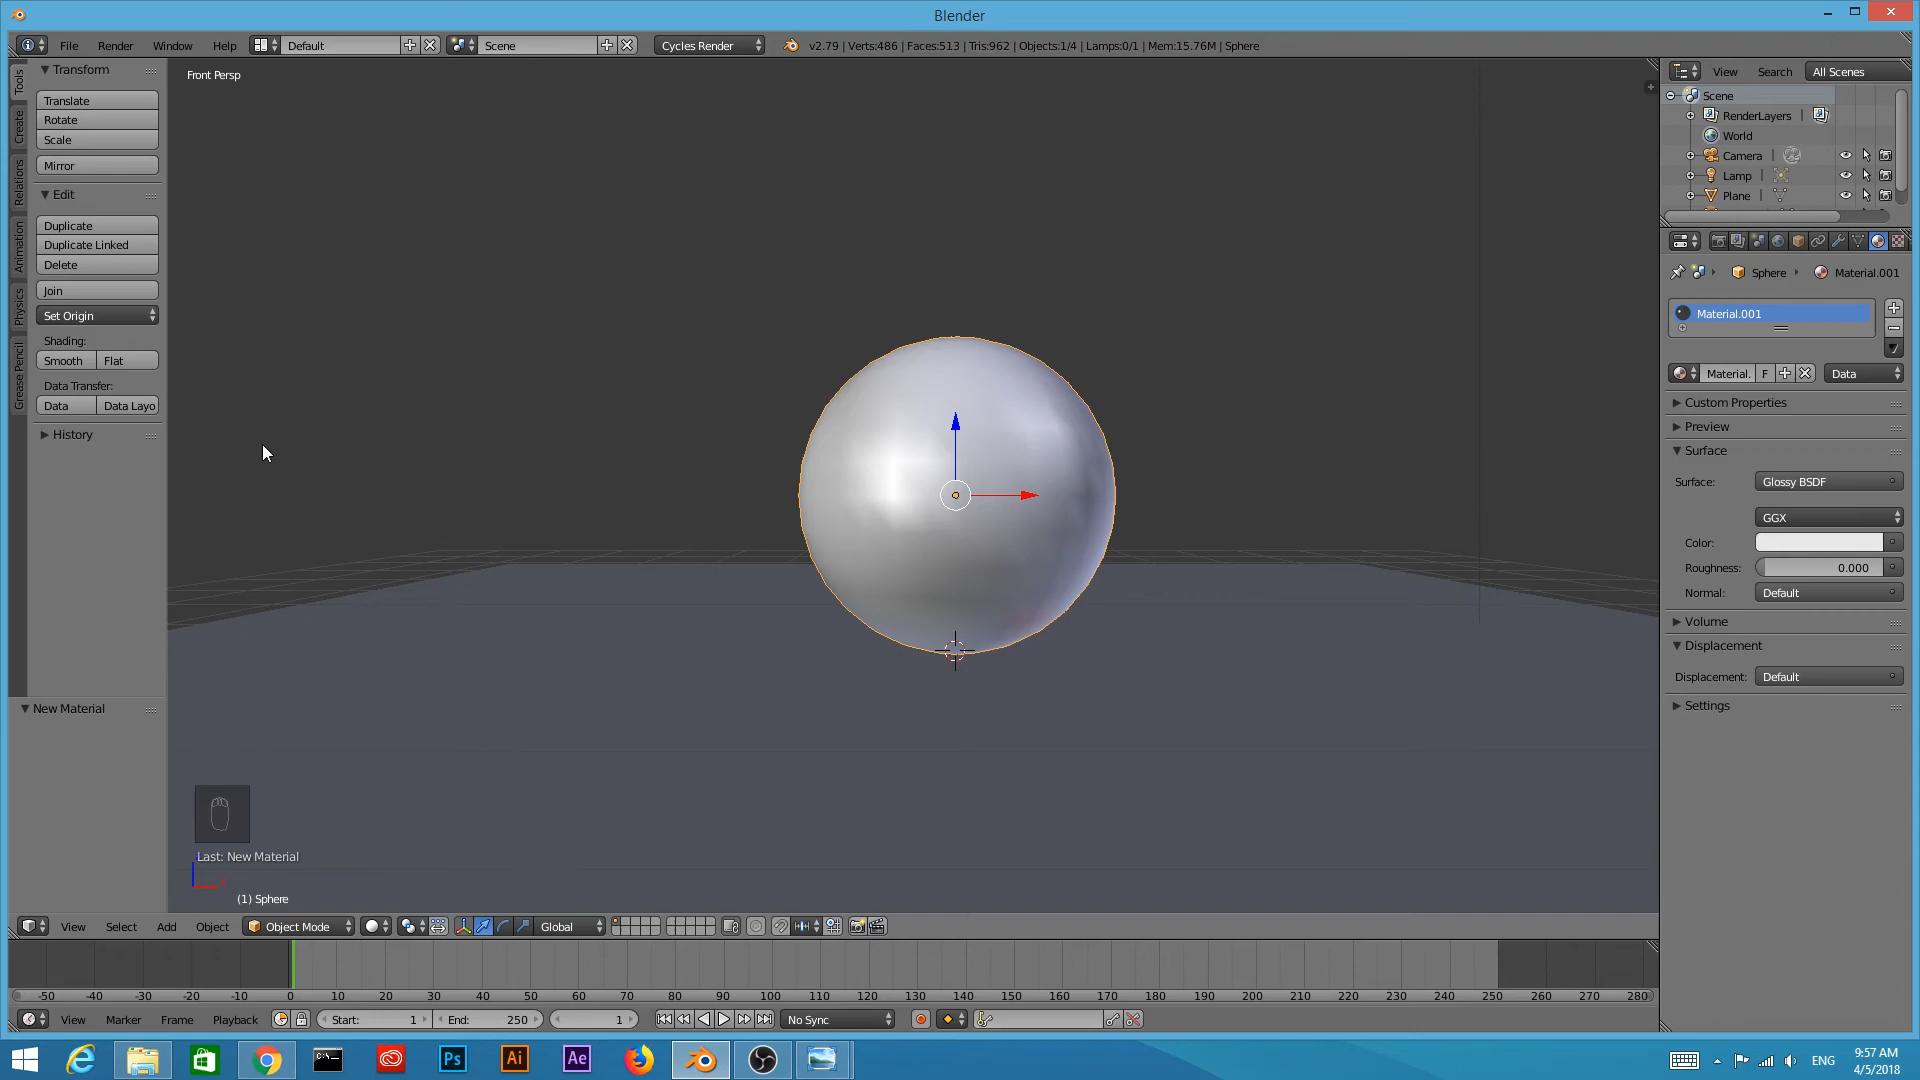 Blender
File Render Window Help Default Scene Cycles Render v2.79 | Verts:486 | Faces:513 | Tris:962 | Objects:1/4 | Lamps:0/1 | Mem:15.76M | Sphere
Tools
Create
Relations
Animation
Physics
Grease Pencil
Transform
Translate
Rotate
Scale
Mirror
Edit
Duplicate
Duplicate Linked
Delete
Join
Set Origin
Shading:
Smooth Flat
Data Transfer:
Data Data Layo
History
New Material
Front Persp
Last: New Material
(1) Sphere
View Search All Scenes
Scene
RenderLayers |
World
Camera |
Lamp |
Plane |
Sphere Material.001
Material.001
Material. F Data
Custom Properties
Preview
Surface
Surface: Glossy BSDF
GGX
Color:
Roughness: 0.000
Normal: Default
Volume
Displacement
Displacement: Default
Settings
View Select Add Object Object Mode Global
-50 -40 -30 -20 -10 0 10 20 30 40 50 60 70 80 90 100 110 120 130 140 150 160 170 180 190 200 210 220 230 240 250 260 270 280
View Marker Frame Playback Start: 1 End: 250 1 No Sync
Ps Ai Ae
ENG
9:57 AM
4/5/2018